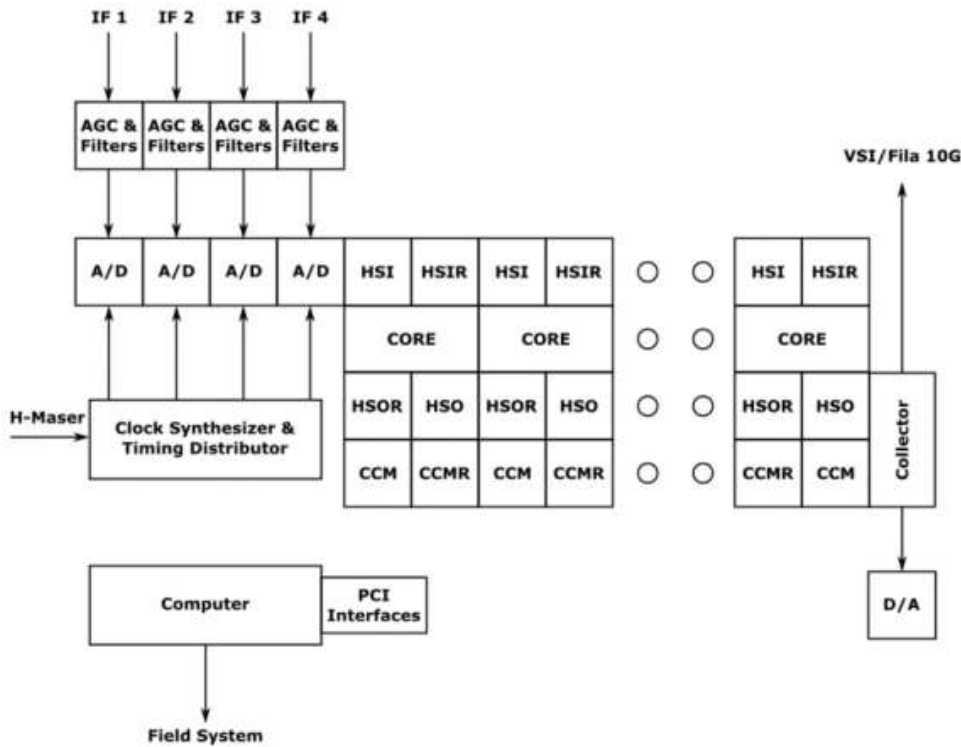 IF 1 IF 2 IF 3 IF 4
AGC & AGC & AGC & AGC &
Filters Filters Filters Filters
VSI/Fila 10G
A/D A/D A/D A/D HSI HSIR HSI HSIR HSI HSIR
CORE CORE CORE
H-Maser
Clock Synthesizer &
Timing Distributor
HSOR HSO HSOR HSO HSOR HSO
CCM CCMR CCM CCMR CCMR CCM
Collector
Computer
PCI
Interfaces
D/A
Field System